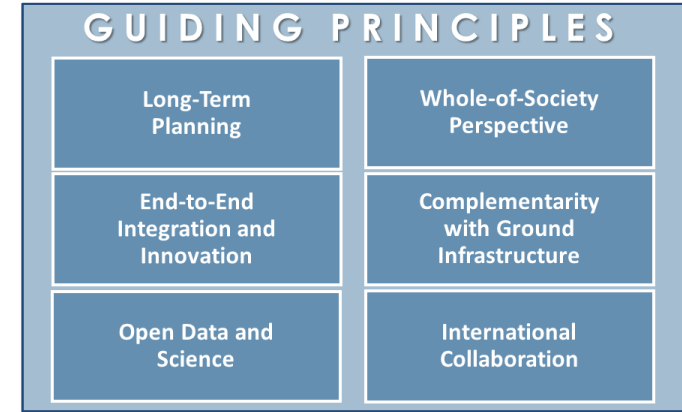 GUIDING PRINCIPLES
Long-Term
Planning
Whole-of-Society
Perspective
End-to-End
Integration and
Innovation
Complementarity
with Ground
Infrastructure
Open Data and
Science
International
Collaboration